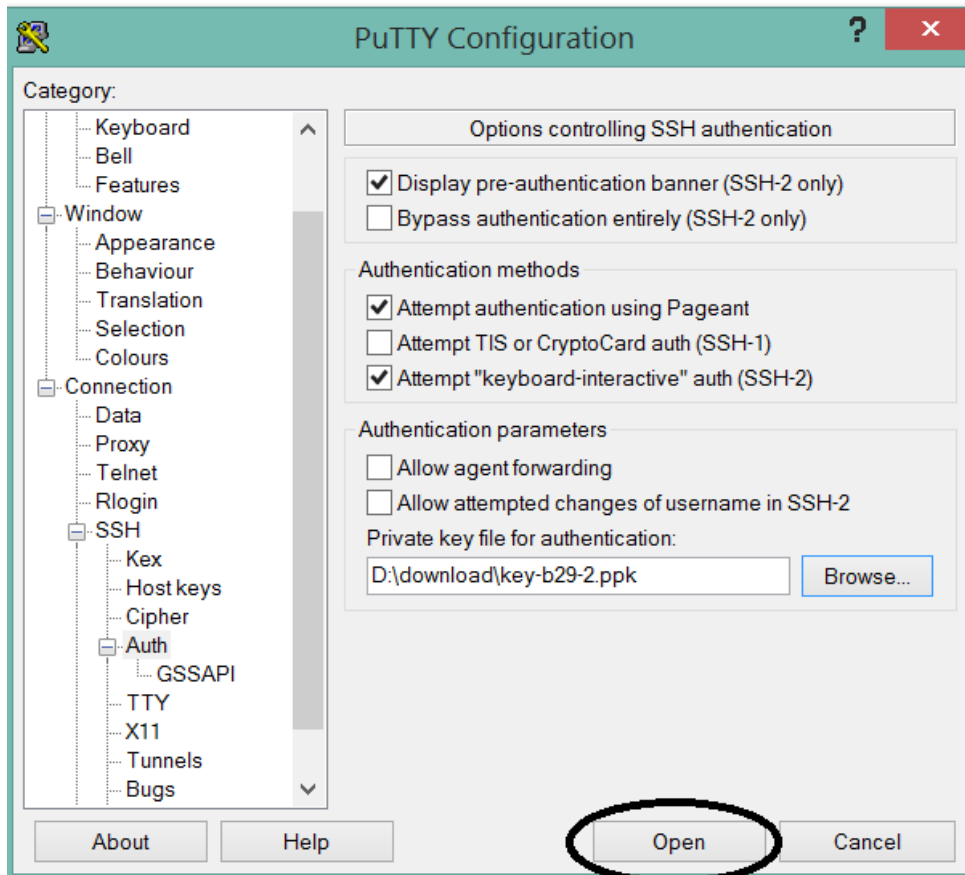 PuTTY Configuration
?
x
Category:
Keyboard
Bell
Features
Window
Appearance
Behaviour
Translation
Selection
Colours
Connection
Data
Proxy
Telnet
Rlogin
SSH
Kex
Host keys
Cipher
Auth
GSSAPI
TTY
X11
Tunnels
Bugs
Options controlling SSH authentication
Display pre-authentication banner (SSH-2 only)
Bypass authentication entirely (SSH-2 only)
Authentication methods
Attempt authentication using Pageant
Attempt TIS or CryptoCard auth (SSH-1)
Attempt "keyboard-interactive" auth (SSH-2)
Authentication parameters
Allow agent forwarding
Allow attempted changes of username in SSH-2
Private key file for authentication:
D:\download\key-b29-2.ppk
Browse...
About
Help
Open
Cancel